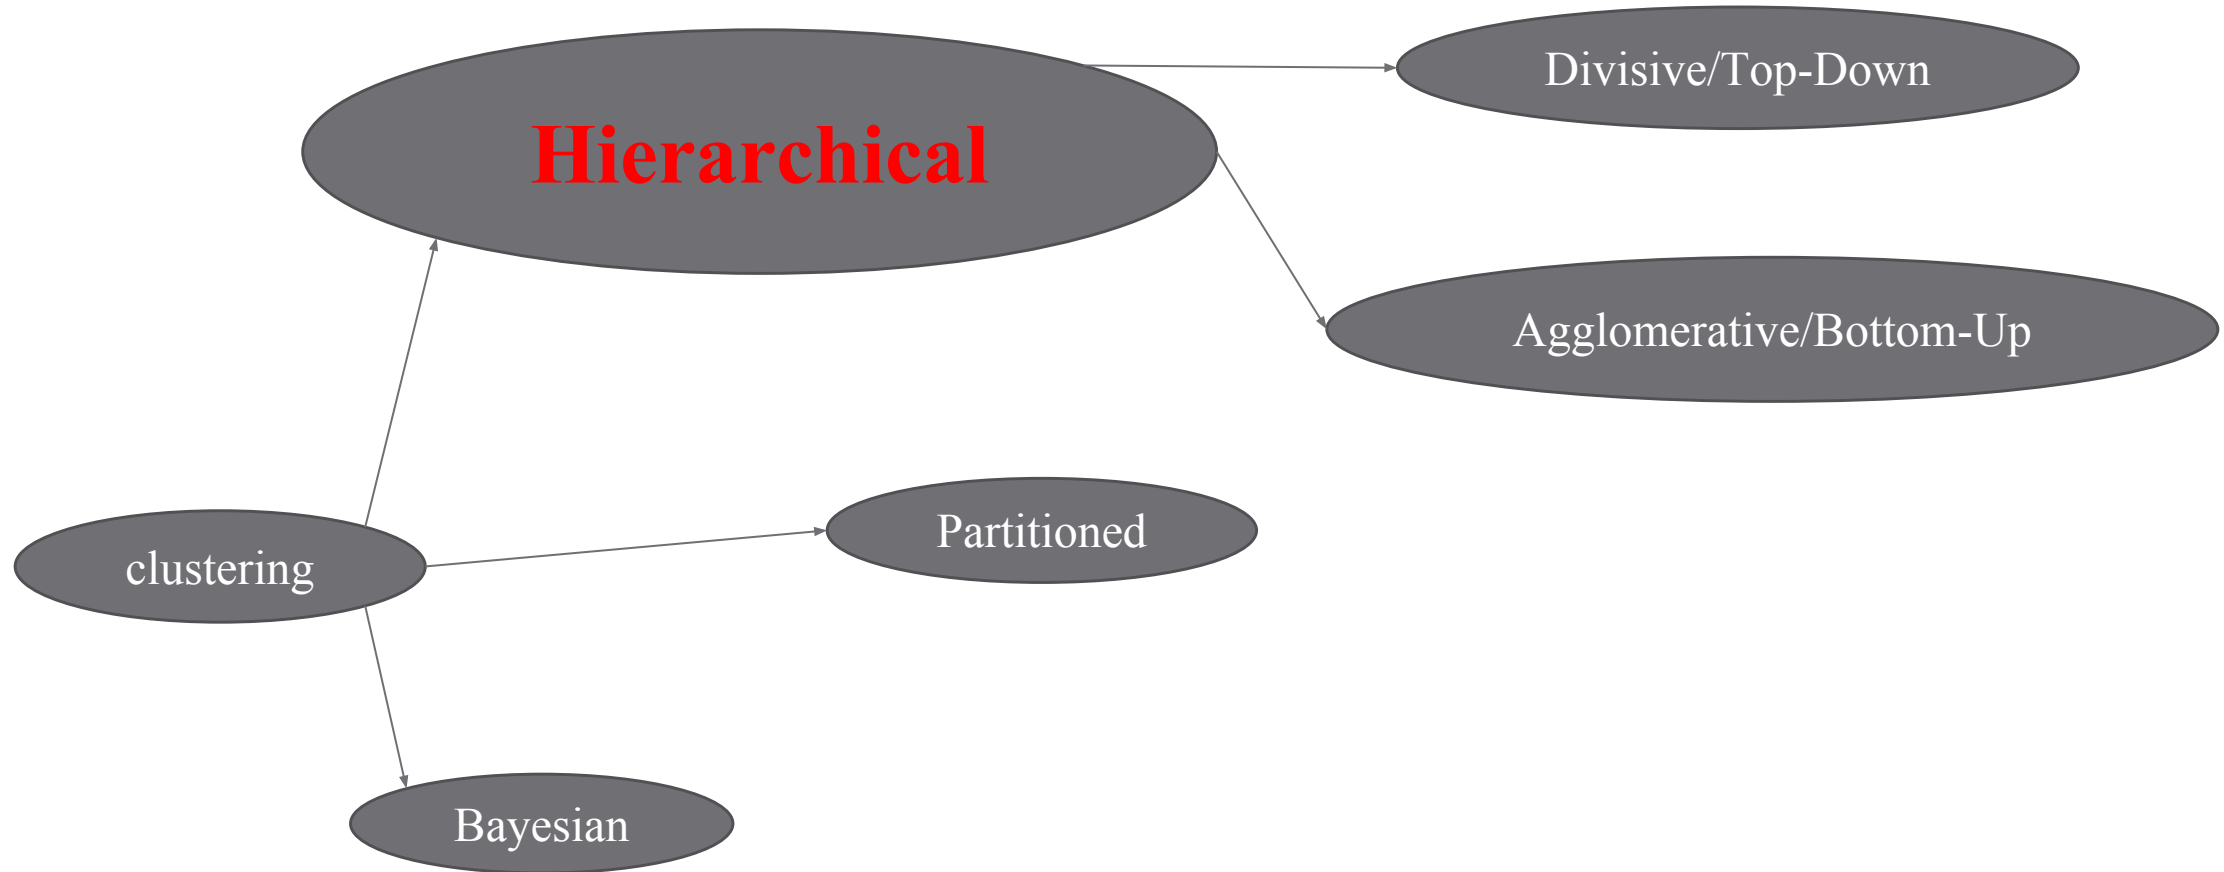 Divisive/Top-Down
Hierarchical
Agglomerative/Bottom-Up
Partitioned
clustering
Bayesian